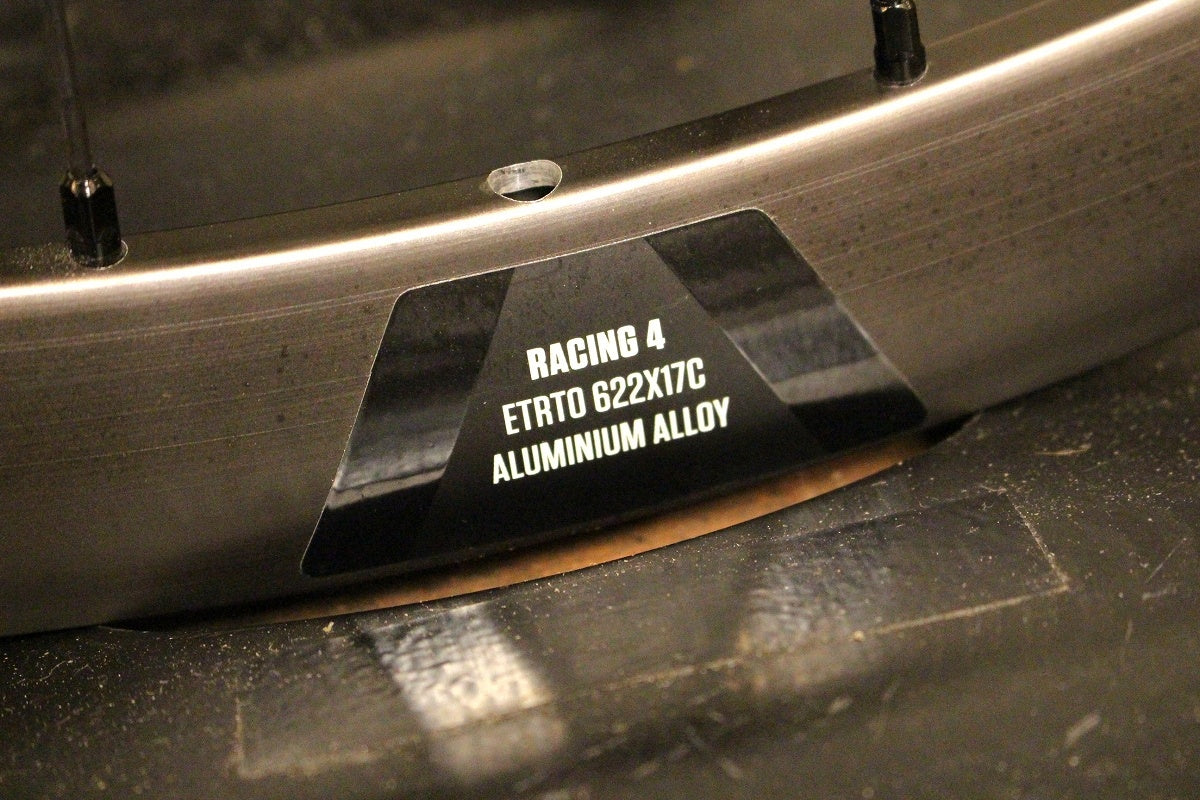 RACING 4
ETRTO 622X17C
ALUMINIUM ALLOY